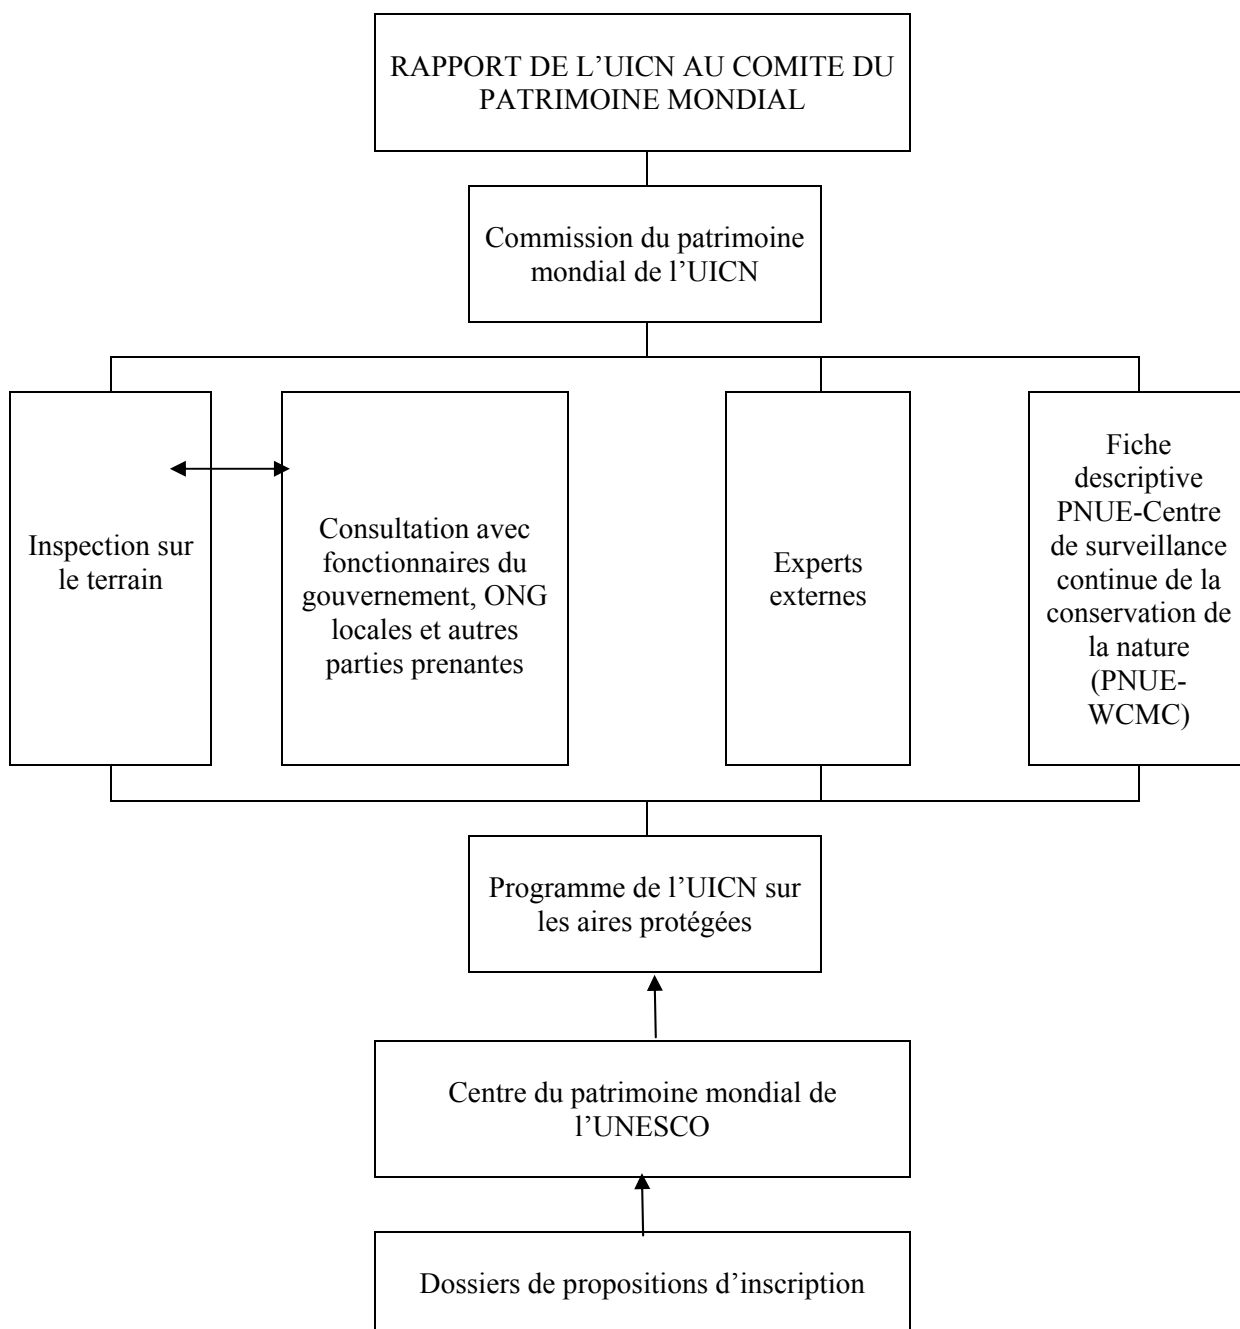 RAPPORT DE L’UICN AU COMITE DU
PATRIMOINE MONDIAL
Commission du patrimoine
mondial de l’UICN
Inspection sur
le terrain
Consultation avec
fonctionnaires du
gouvernement, ONG
locales et autres
parties prenantes
Experts
externes
Fiche
descriptive
PNUE-Centre
de surveillance
continue de la
conservation de
la nature
(PNUE-
WCMC)
Programme de l’UICN sur
les aires protégées
Centre du patrimoine mondial de
l’UNESCO
Dossiers de propositions d’inscription